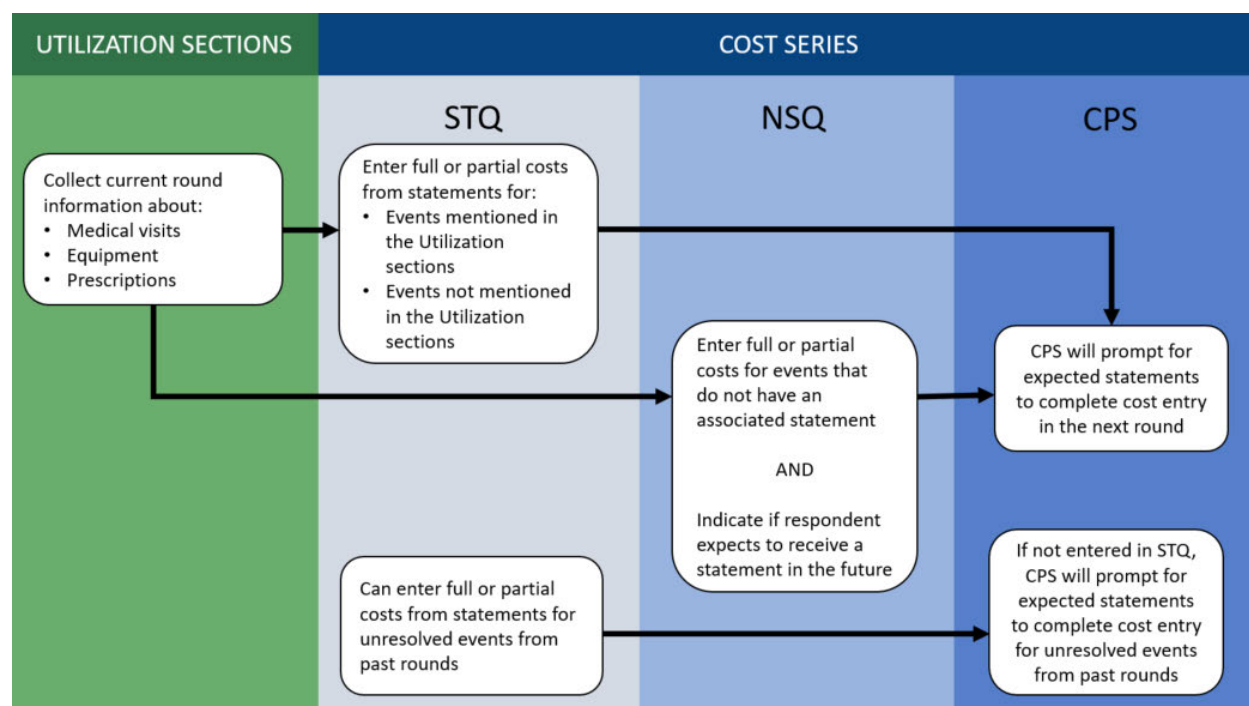 UTILIZATION SECTIONS
COST SERIES
STQ
NSQ
CPS
Collect current round
information about:
• Medical visits
• Equipment
• Prescriptions
Enter full or partial costs
from statements for:
• Events mentioned in
the Utilization
sections
• Events not mentioned
in the Utilization
sections
Enter full or partial
costs for events that
do not have an
associated statement
AND
Indicate if respondent
expects to receive a
statement in the future
CPS will prompt for
expected statements
to complete cost entry
in the next round
Can enter full or partial
costs from statements for
unresolved events from
past rounds
If not entered in STQ,
CPS will prompt for
expected statements
to complete cost entry
for unresolved events
from past rounds